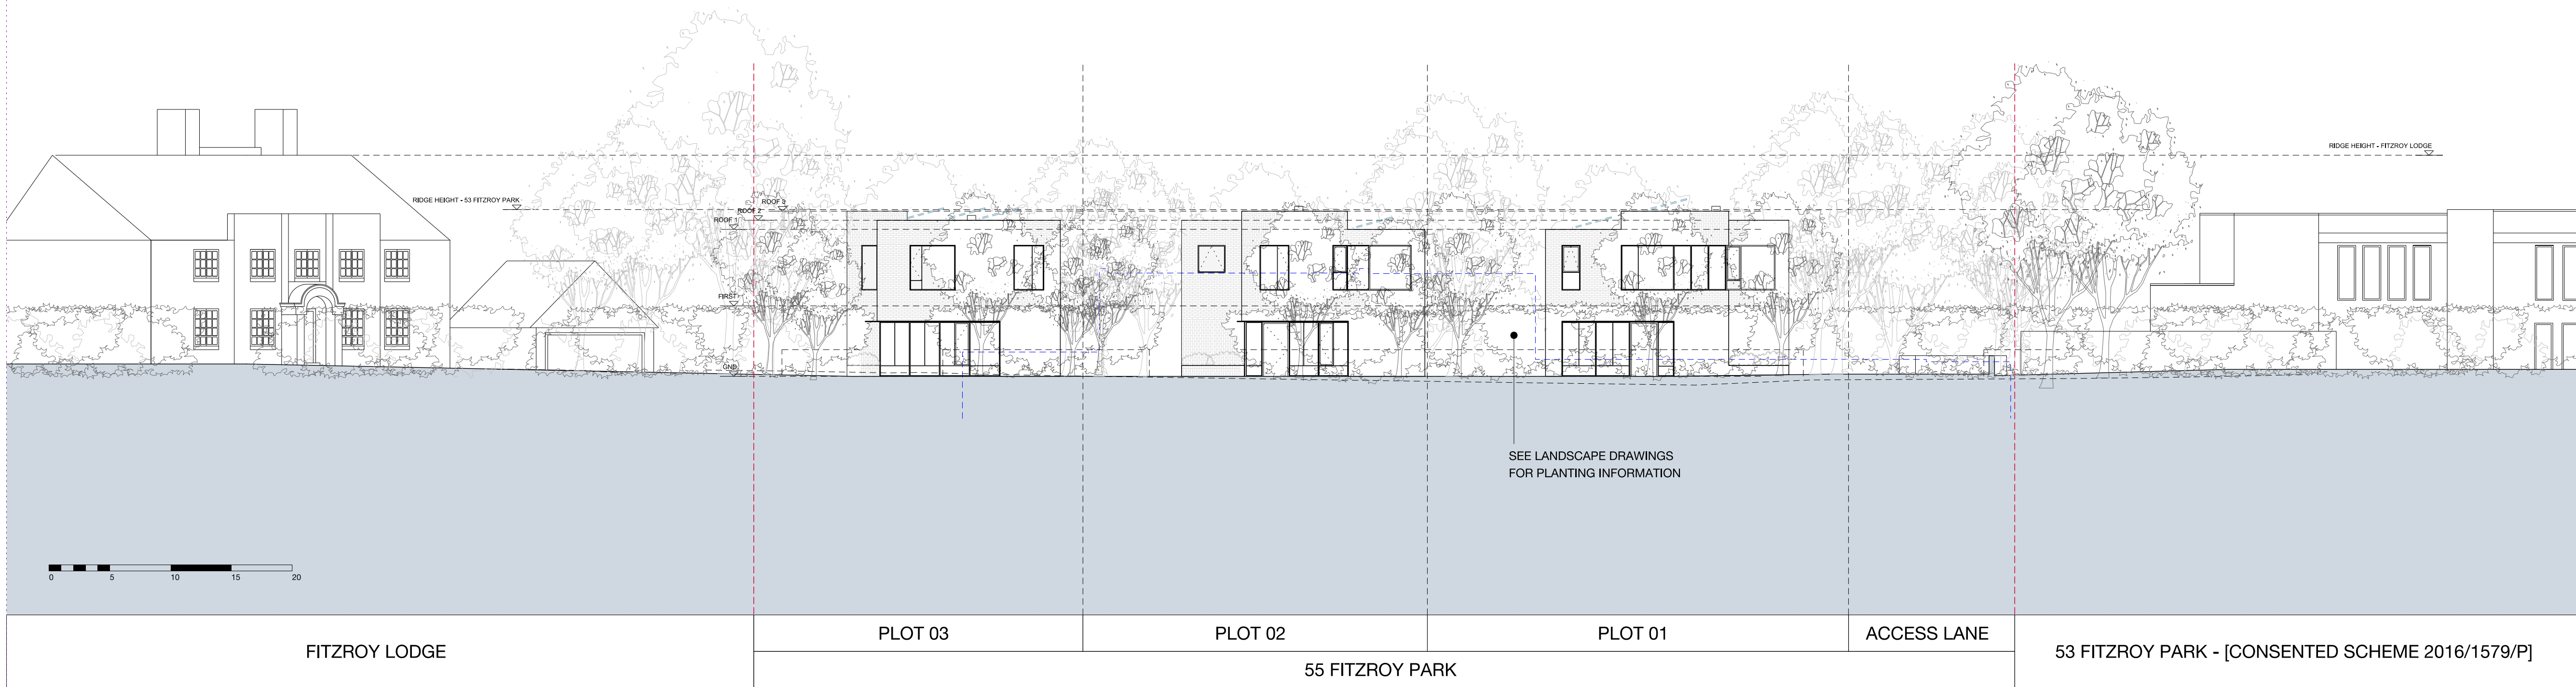 RIDGE HEIGHT - FITZROY LODGE
RIDGE HEIGHT - 53 FITZROY PARK
ROOF 3
ROOF 2
ROOF 1
FIRST
GND
SEE LANDSCAPE DRAWINGS
FOR PLANTING INFORMATION
0 5 10 15 20
FITZROY LODGE
PLOT 03
PLOT 02
PLOT 01
ACCESS LANE
55 FITZROY PARK
53 FITZROY PARK - [CONSENTED SCHEME 2016/1579/P]